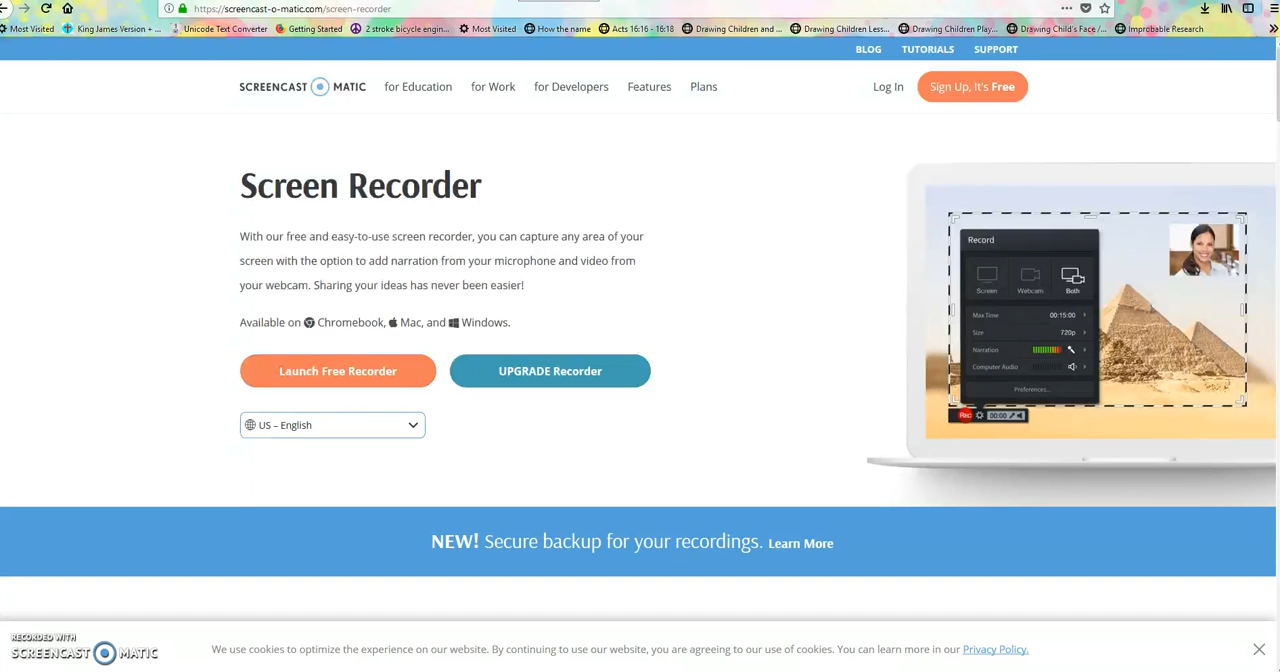 https://screencast-o-matic.com/screen-recorder
Most Visited King James Version + ... Unicode Text Converter Getting Started 2 stroke bicycle engin... Most Visited How the name Acts 16:16 - 16:18 Drawing Children and ... Drawing Children Less... Drawing Children Play... Drawing Child's Face /... Improbable Research
BLOG TUTORIALS SUPPORT
SCREENCAST MATIC for Education for Work for Developers Features Plans Log In Sign Up, It's Free
Screen Recorder
With our free and easy-to-use screen recorder, you can capture any area of your
screen with the option to add narration from your microphone and video from
your webcam. Sharing your ideas has never been easier!
Available on Chromebook, Mac, and Windows.
Launch Free Recorder UPGRADE Recorder
US – English
Record
Screen Webcam Both
Max Time 00:15:00
Size 720p
Narration
Computer Audio
Preferences...
Rec 00:00
NEW! Secure backup for your recordings. Learn More
RECORDED WITH
SCREENCAST MATIC
We use cookies to optimize the experience on our website. By continuing to use our website, you are agreeing to our use of cookies. You can learn more in our Privacy Policy.